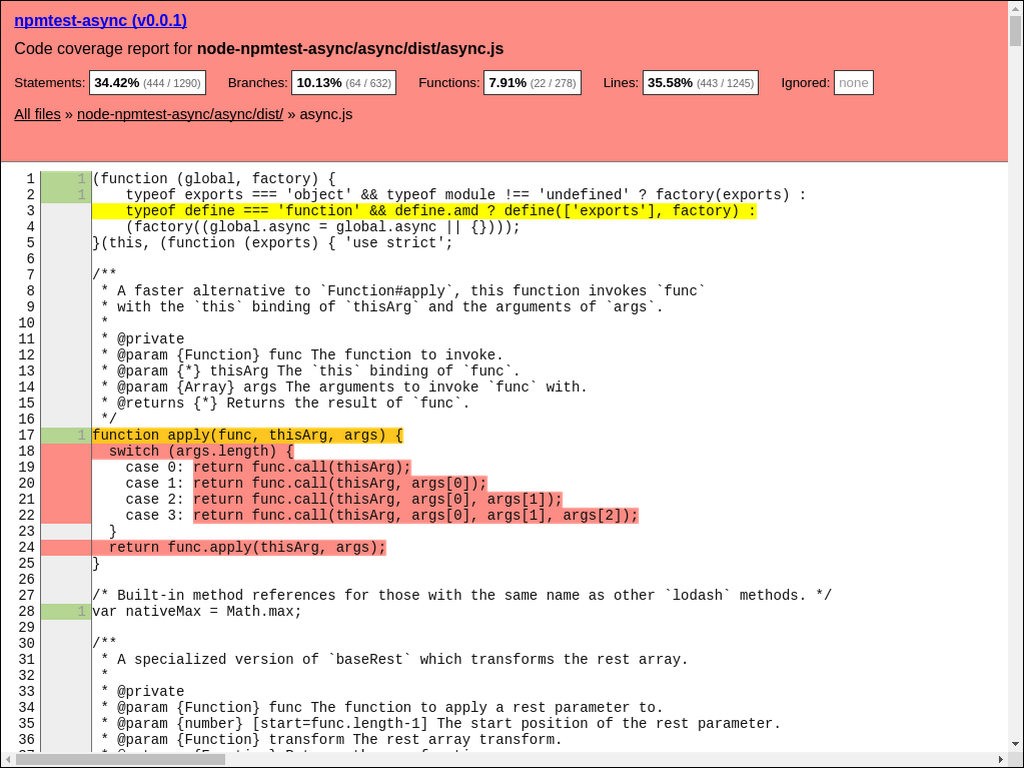 npmtest-async (v0.0.1)
Code coverage report for node-npmtest-async/async/dist/async.js
Statements: 34.42% (444 / 1290) Branches: 10.13% (64 / 632) Functions: 7.91% (22 / 278) Lines: 35.58% (443 / 1245) Ignored: none
All files » node-npmtest-async/async/dist/ » async.js
1 1 (function (global, factory) {
2 1 typeof exports === 'object' && typeof module !== 'undefined' ? factory(exports) :
3 typeof define === 'function' && define.amd ? define(['exports'], factory) :
4 (factory((global.async = global.async || {})));
5 }(this, (function (exports) { 'use strict';
6
7 /**
8 * A faster alternative to `Function#apply`, this function invokes `func`
9 * with the `this` binding of `thisArg` and the arguments of `args`.
10 *
11 * @private
12 * @param {Function} func The function to invoke.
13 * @param {*} thisArg The `this` binding of `func`.
14 * @param {Array} args The arguments to invoke `func` with.
15 * @returns {*} Returns the result of `func`.
16 */
17 1 function apply(func, thisArg, args) {
18 switch (args.length) {
19 case 0: return func.call(thisArg);
20 case 1: return func.call(thisArg, args[0]);
21 case 2: return func.call(thisArg, args[0], args[1]);
22 case 3: return func.call(thisArg, args[0], args[1], args[2]);
23 }
24 return func.apply(thisArg, args);
25 }
26
27 /* Built-in method references for those with the same name as other `lodash` methods. */
28 1 var nativeMax = Math.max;
29
30 /**
31 * A specialized version of `baseRest` which transforms the rest array.
32 *
33 * @private
34 * @param {Function} func The function to apply a rest parameter to.
35 * @param {number} [start=func.length-1] The start position of the rest parameter.
36 * @param {Function} transform The rest array transform.